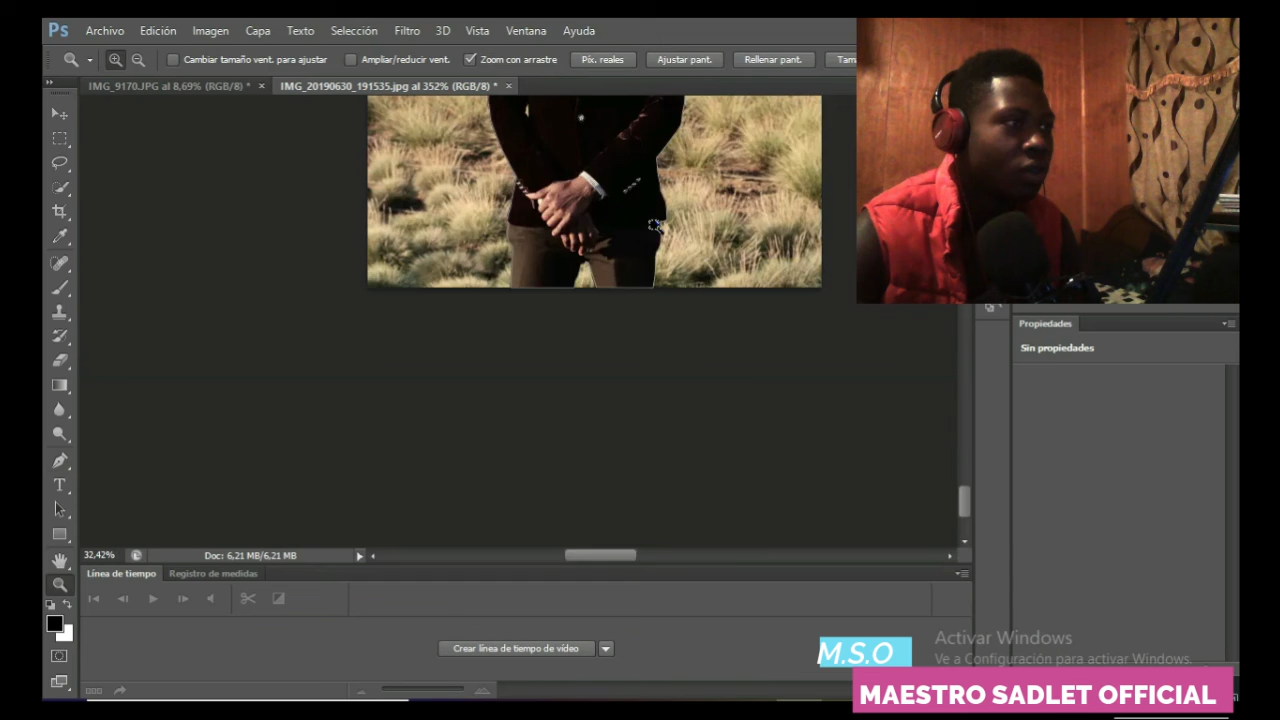 Ps Archivo Edición Imagen Capa Texto Selección Filtro 3D Vista Ventana Ayuda
Cambiar tamaño vent. para ajustar Ampliar/reducir vent. Zoom con arrastre Píx. reales Ajustar pant. Rellenar pant.
IMG_9170.JPG al 8,69% (RGB/8) * × IMG_20190630_191535.jpg al 352% (RGB/8) * ×
Propiedades
Sin propiedades
32,42% Doc: 6,21 MB/6,21 MB
Línea de tiempo Registro de medidas
Crear línea de tiempo de vídeo
M.S.O
Activar Windows
Ve a Configuración para activar Windows.
MAESTRO SADLET OFFICIAL